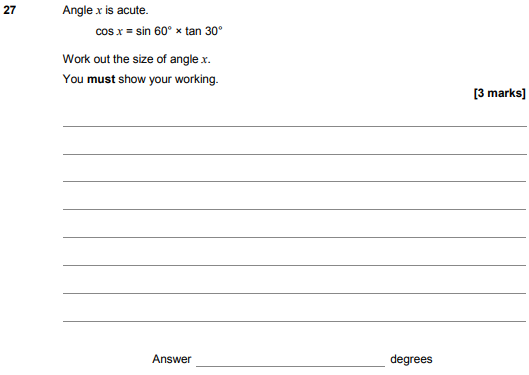 27 Angle x is acute.
cos x = sin 60° × tan 30°
Work out the size of angle x.
You must show your working.
[3 marks]
Answer degrees